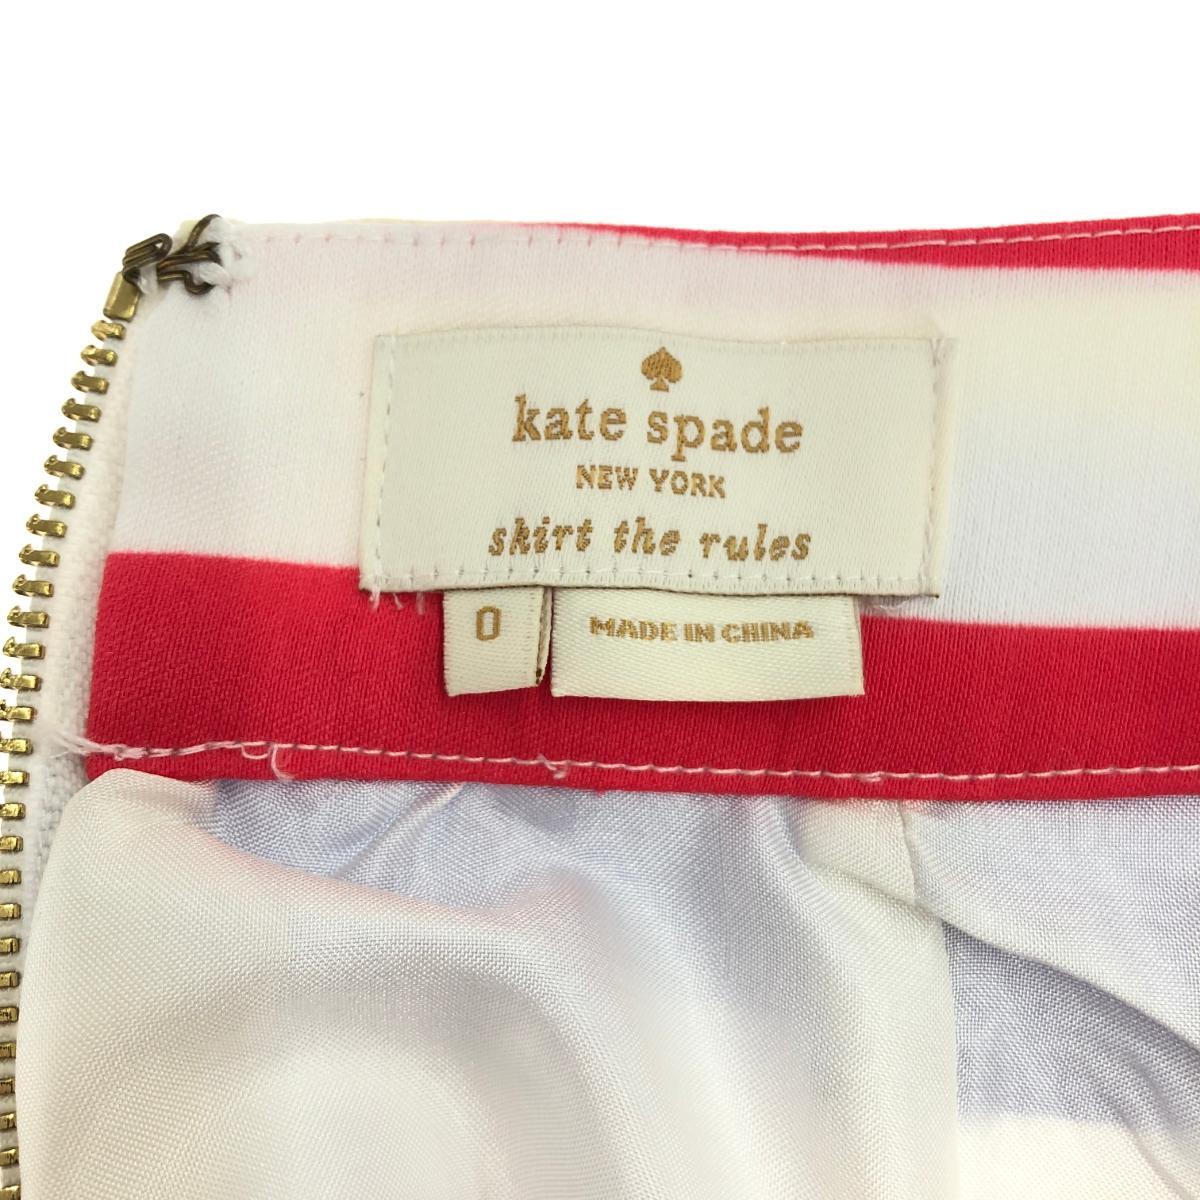 kate spade
NEW YORK
skirt the rules
0
MADE IN CHINA